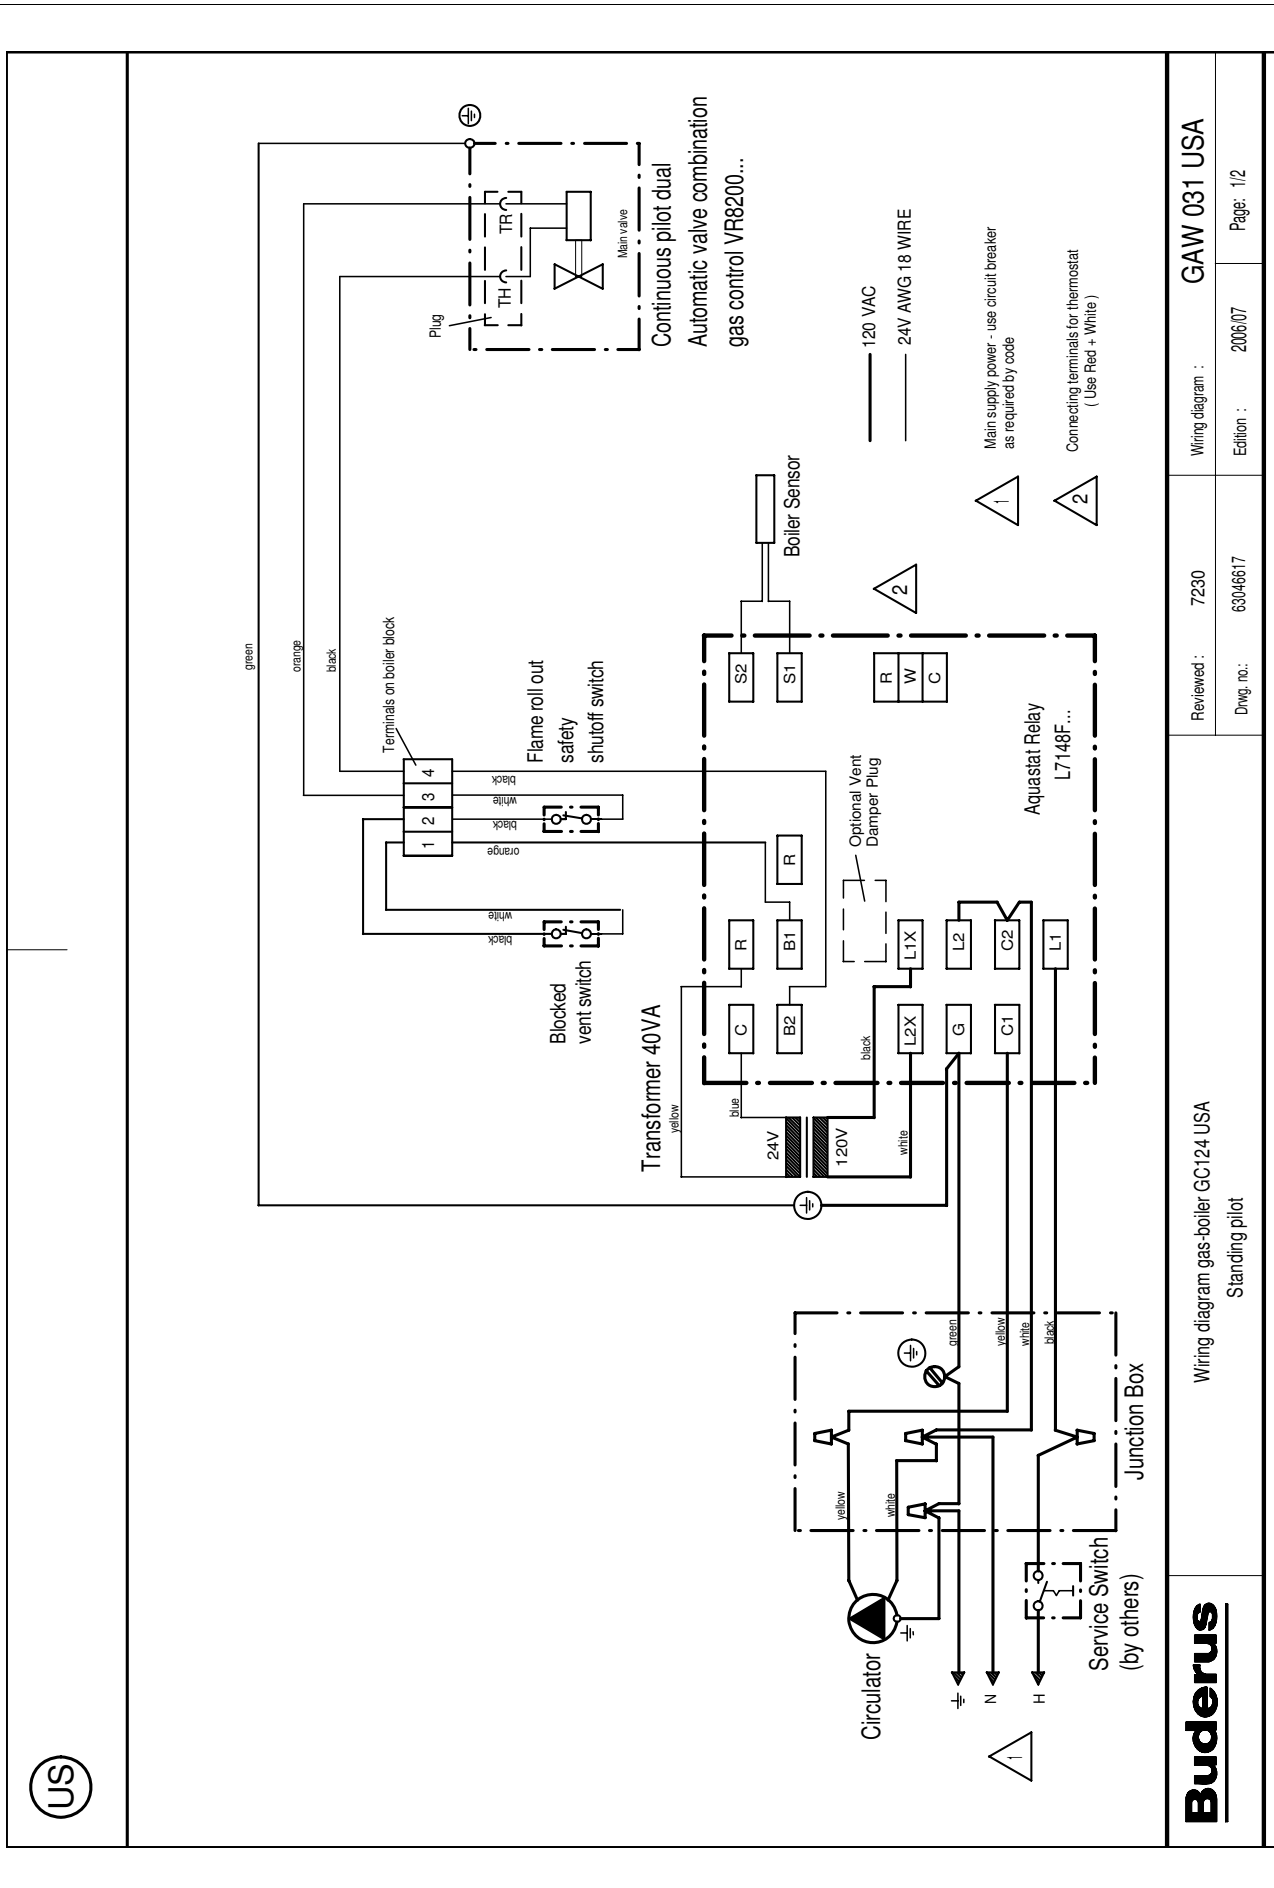 US
green
orange
black
Terminals on boiler block
1
2
3
4
Plug
TH
TR
Main valve
Continuous pilot dual
Automatic valve combination
gas control VR8200...
white
black
orange
black
white
black
Blocked
vent switch
Flame roll out
safety
shutoff switch
Transformer 40VA
yellow
blue
24V
120V
black
white
C
R
B2
B1
R
S2
S1
L2X
L1X
G
L2
C1
C2
L1
R
W
C
Optional Vent
Damper Plug
Aquastat Relay
L7148F...
Boiler Sensor
2
120 VAC
24V AWG 18 WIRE
1
Main supply power - use circuit breaker
as required by code
2
Connecting terminals for thermostat
( Use Red + White )
Circulator
yellow
white
green
yellow
white
black
Junction Box
Service Switch
(by others)
N
H
1
Buderus
Wiring diagram gas-boiler GC124 USA
Standing pilot
Reviewed :
7230
Wiring diagram :
GAW 031 USA
Drwg. no.:
63046617
Edition :
2006/07
Page: 1/2